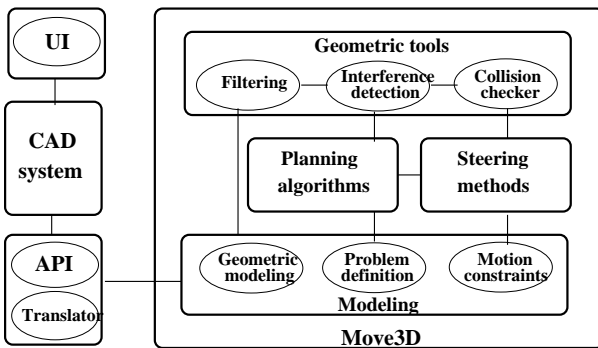 UI
CAD
system
API
Translator
Geometric tools
Filtering
Interference
detection
Collision
checker
Planning
algorithms
Steering
methods
Geometric
modeling
Problem
definition
Motion
constraints
Modeling
Move3D